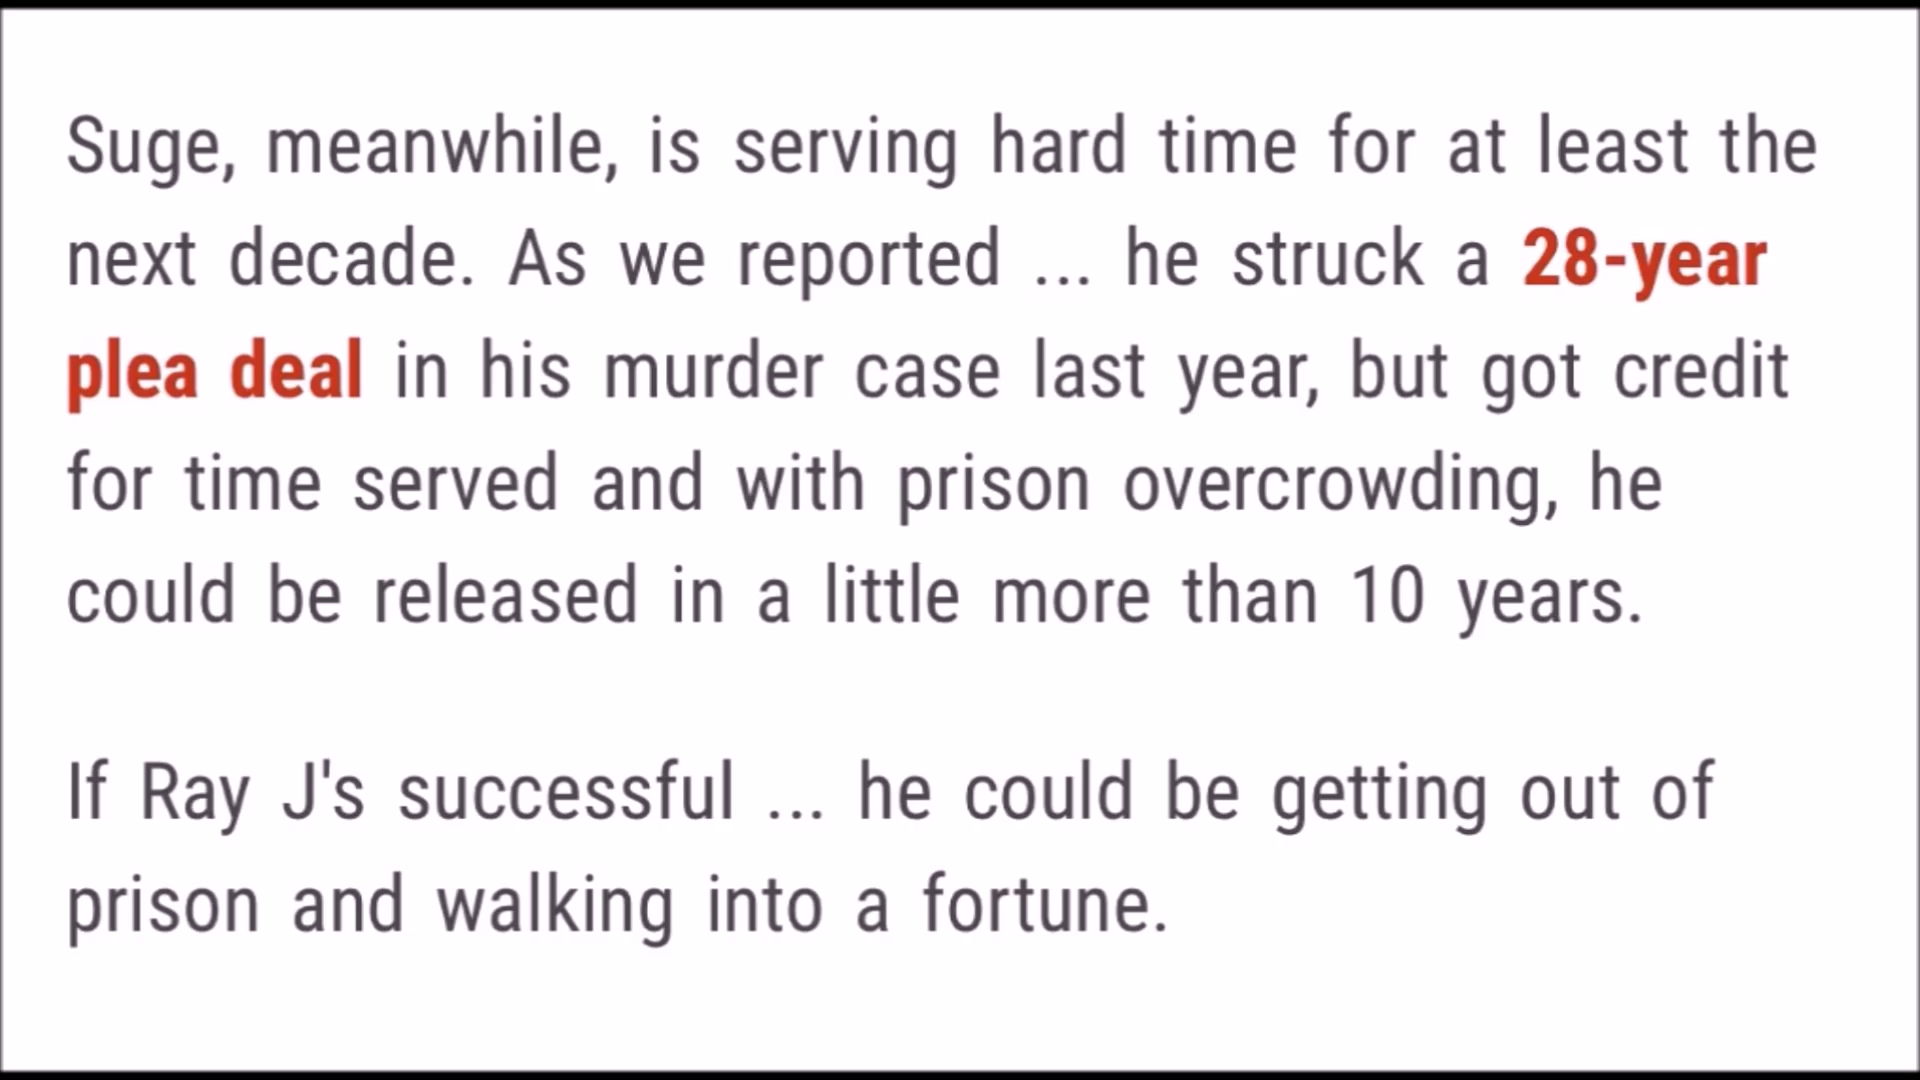 Suge, meanwhile, is serving hard time for at least the
next decade. As we reported ... he struck a 28-year
plea deal in his murder case last year, but got credit
for time served and with prison overcrowding, he
could be released in a little more than 10 years.
If Ray J's successful ... he could be getting out of
prison and walking into a fortune.